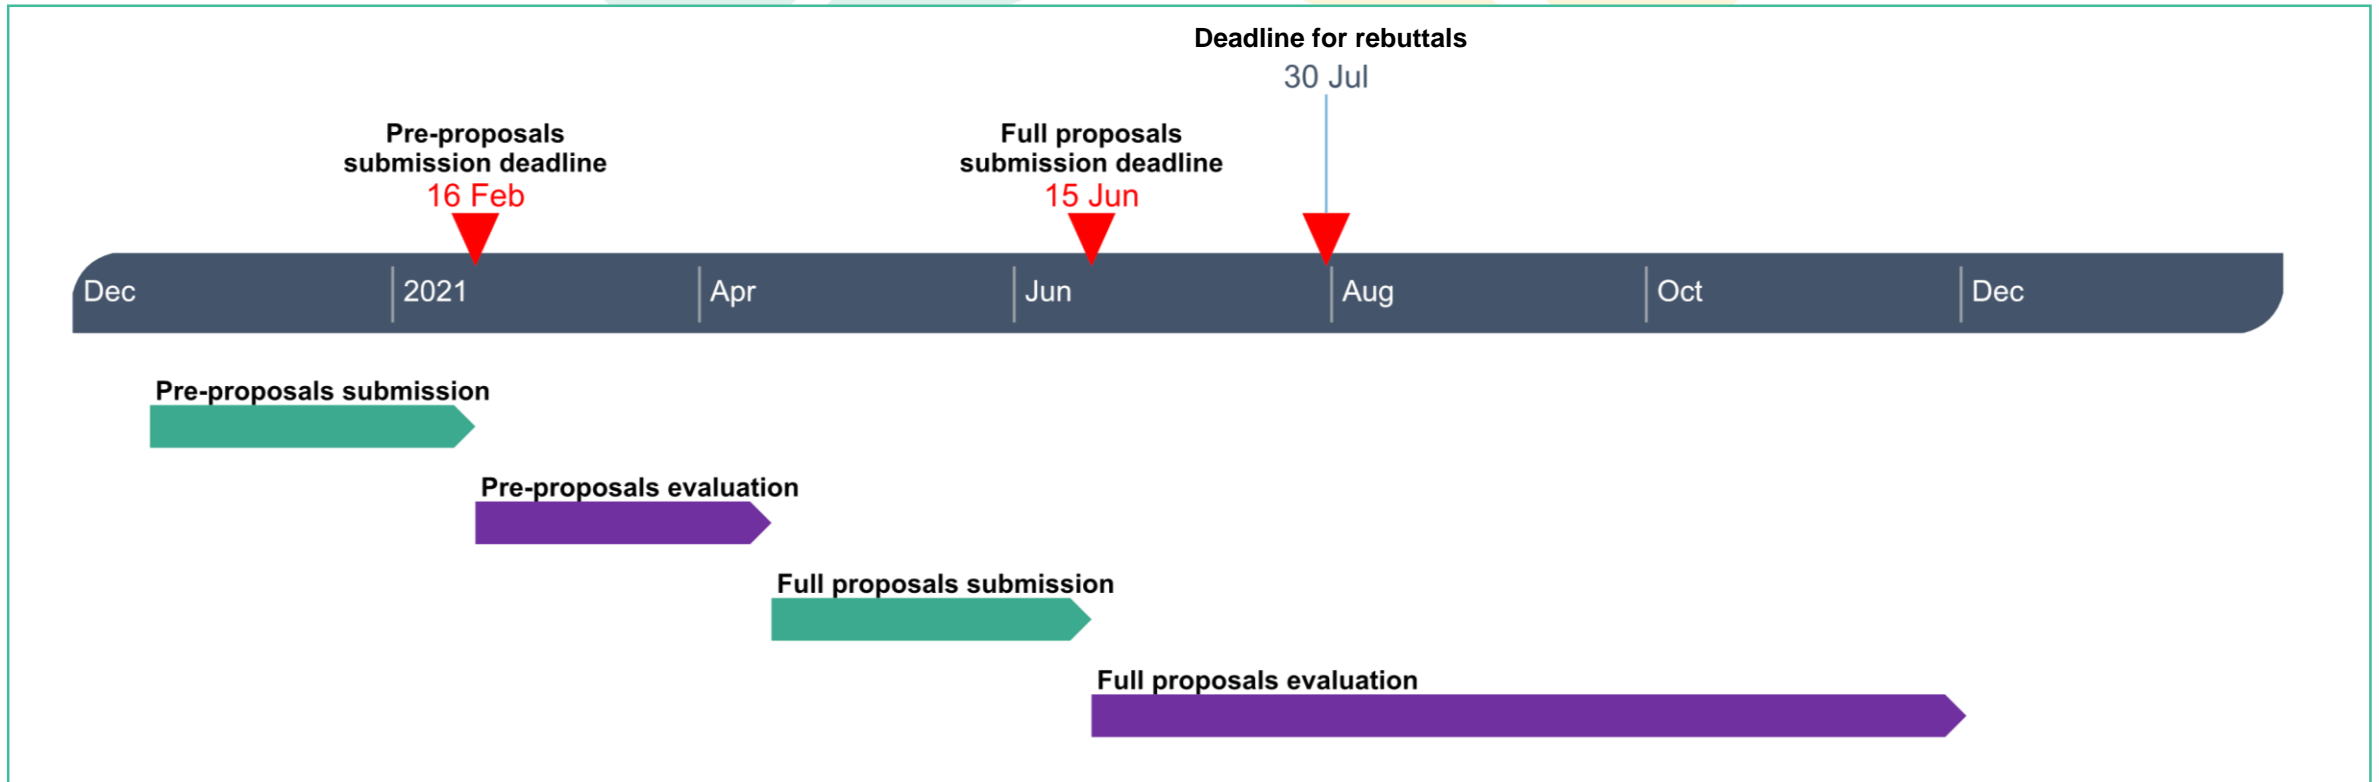 Deadline for rebuttals
30 Jul
Pre-proposals
submission deadline
16 Feb
Full proposals
submission deadline
15 Jun
Dec
2021
Apr
Jun
Aug
Oct
Dec
Pre-proposals submission
Pre-proposals evaluation
Full proposals submission
Full proposals evaluation